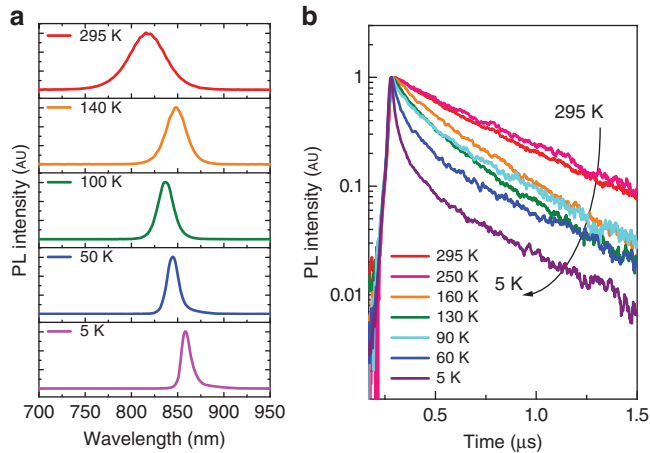 a
295 K
140 K
100 K
50 K
5 K
PL intensity (AU)
700 750 800 850 900 950
Wavelength (nm)
b
1
0.1
0.01
PL intensity (AU)
295 K
5 K
295 K
250 K
160 K
130 K
90 K
60 K
5 K
0.5 1.0 1.5
Time (μs)